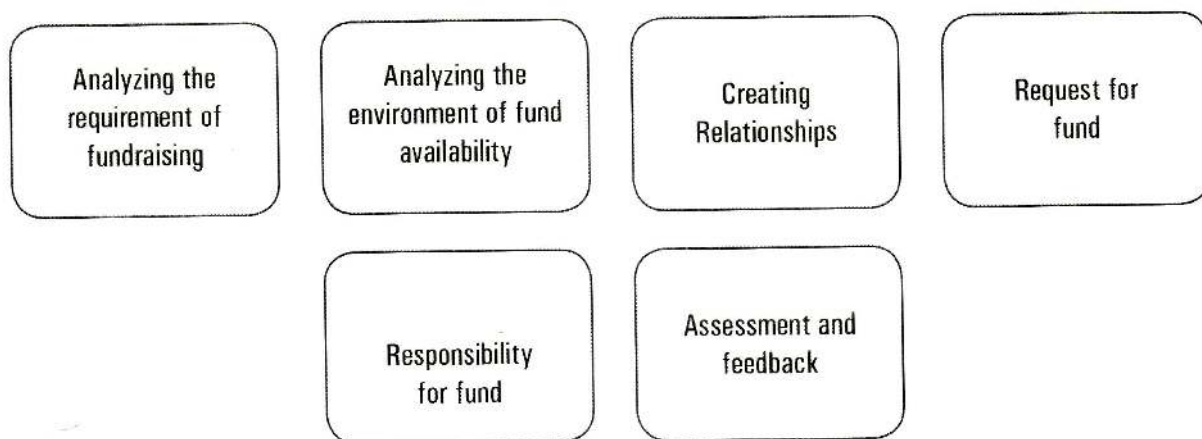 Analyzing the
requirement of
fundraising
Analyzing the
environment of fund
availability
Creating
Relationships
Request for
fund
Responsibility
for fund
Assessment and
feedback